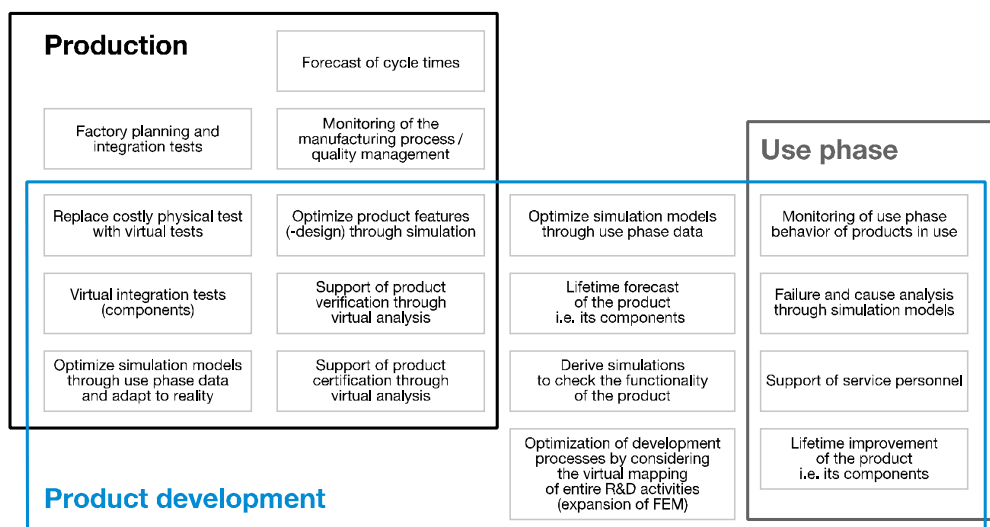 Production
Forecast of cycle times
Factory planning and
integration tests
Monitoring of the
manufacturing process /
quality management
Use phase
Replace costly physical test
with virtual tests
Optimize product features
(-design) through simulation
Optimize simulation models
through use phase data
Monitoring of use phase
behavior of products in use
Virtual integration tests
(components)
Support of product
verification through
virtual analysis
Lifetime forecast
of the product
i.e. its components
Failure and cause analysis
through simulation models
Optimize simulation models
through use phase data
and adapt to reality
Support of product
certification through
virtual analysis
Derive simulations
to check the functionality
of the product
Support of service personnel
Optimization of development
processes by considering
the virtual mapping
of entire R&D activities
(expansion of FEM)
Lifetime improvement
of the product
i.e. its components
Product development